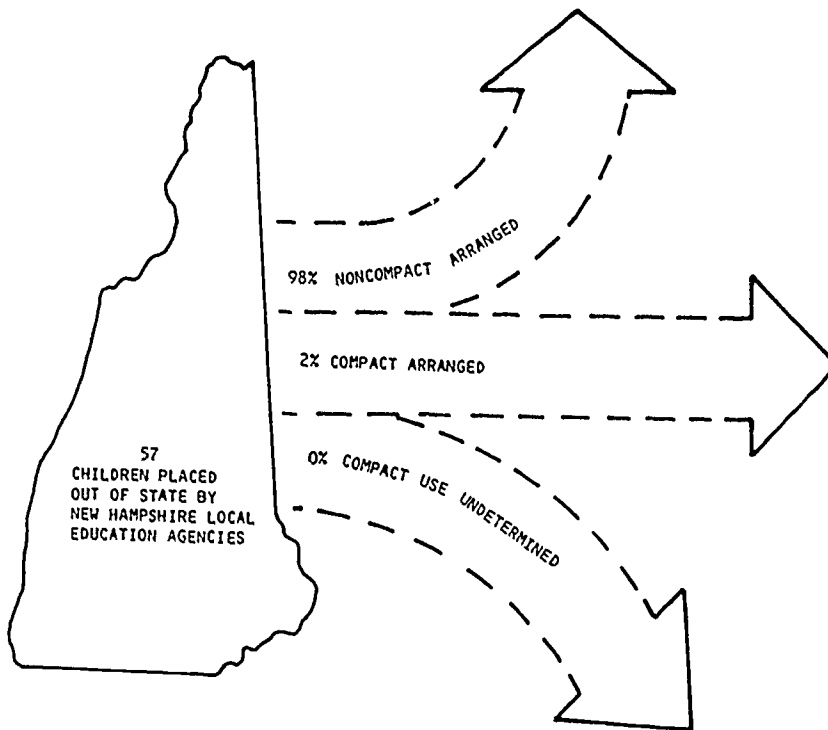 98% NONCOMPACT ARRANGED
2% COMPACT ARRANGED
0% COMPACT USE UNDETERMINED
57
CHILDREN PLACED
OUT OF STATE BY
NEW HAMPSHIRE LOCAL
EDUCATION AGENCIES